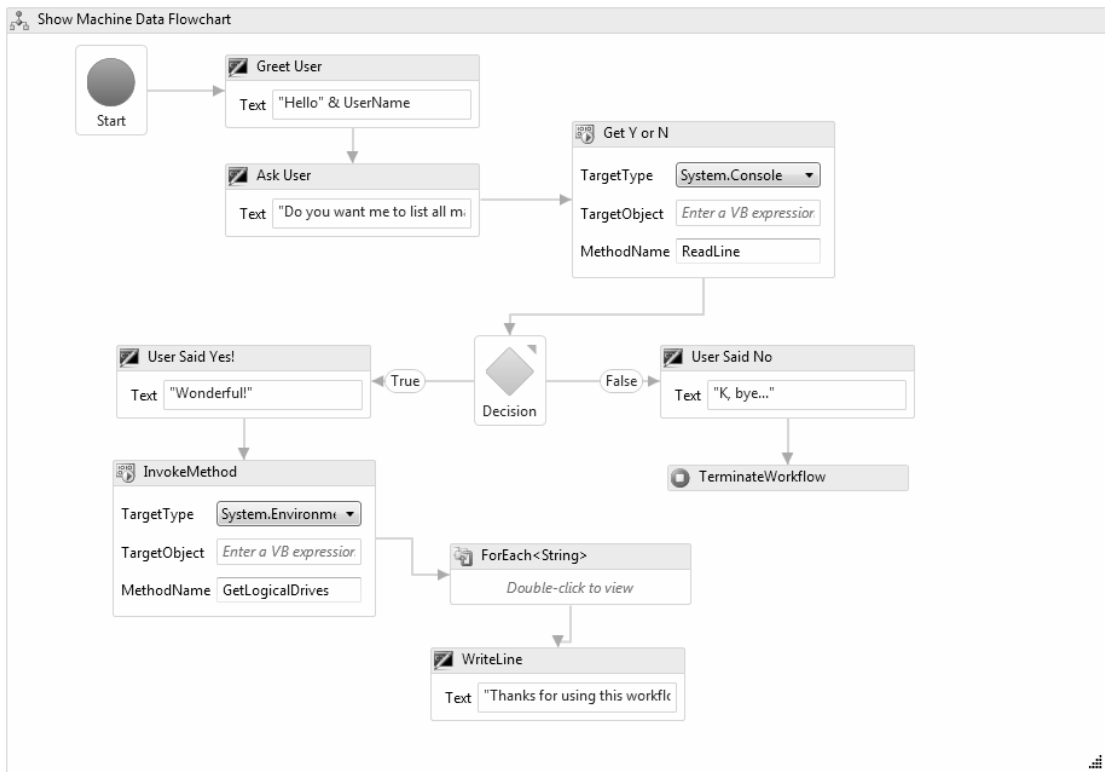 Show Machine Data Flowchart
Start
Greet User
Text "Hello" & UserName
Ask User
Text "Do you want me to list all
Get Y or N
TargetType System.Console
TargetObject Enter a VB expression
MethodName ReadLine
Decision
True
False
User Said Yes!
Text "Wonderful!"
User Said No
Text "K, bye..."
TerminateWorkflow
InvokeMethod
TargetType
TargetObject Enter a VB expression
MethodName GetLogicalDrives
ForEach<String>
Double-click to view
WriteLine
Text "Thanks for using this